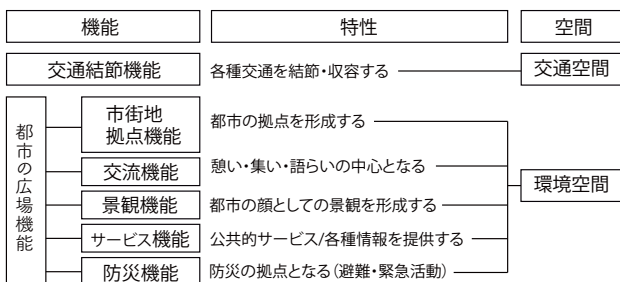 機能 特性 空間
交通結節機能 各種交通を結節・収容する 交通空間
都市の広場機能
市街地
拠点機能
都市の拠点を形成する
交流機能 憩い・集い・語らいの中心となる
環境空間
景観機能 都市の顔としての景観を形成する
サービス機能 公共的サービス/各種情報を提供する
防災機能 防災の拠点となる(避難・緊急活動)